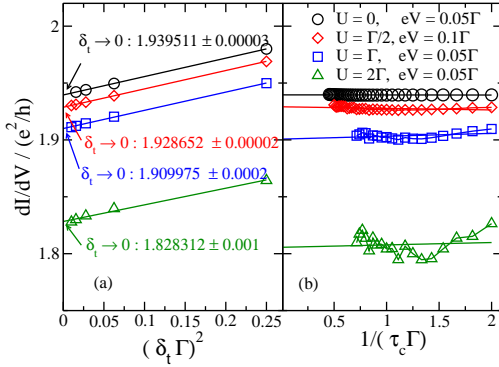 U = 0, eV = 0.05Γ
U = Γ/2, eV = 0.1Γ
U = Γ, eV = 0.05Γ
U = 2Γ, eV = 0.05Γ
δt → 0 : 1.939511 ± 0.00003
δt → 0 : 1.928652 ± 0.00002
δt → 0 : 1.909975 ± 0.0002
δt → 0 : 1.828312 ± 0.001
dI/dV / (e²/h)
2
1.9
1.8
(a)
(b)
0 0.05 0.1 0.15 0.2 0.25
0.5 1 1.5 2
(δt Γ)²
1/(τc Γ)